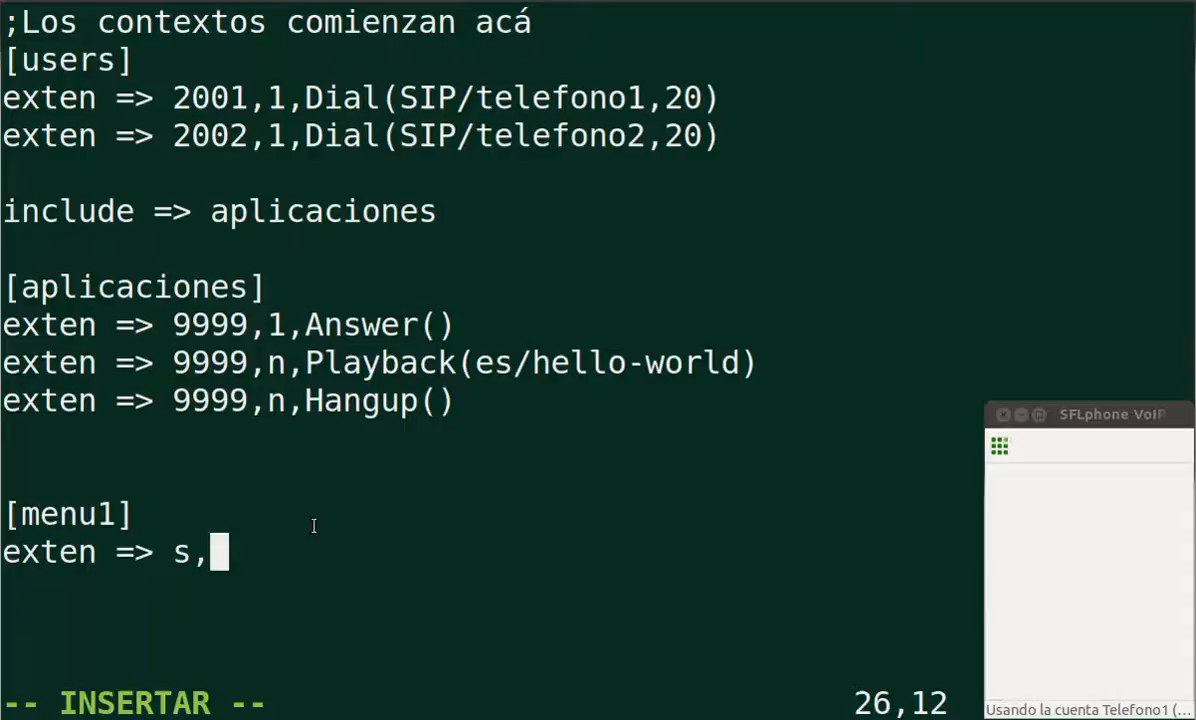 ;Los contextos comienzan acá
[users]
exten => 2001,1,Dial(SIP/telefono1,20)
exten => 2002,1,Dial(SIP/telefono2,20)
include => aplicaciones
[aplicaciones]
exten => 9999,1,Answer()
exten => 9999,n,Playback(es/hello-world)
exten => 9999,n,Hangup()
SFLphone VoIP
[menu1]
exten => s,
-- INSERTAR --
26,12
Usando la cuenta Telefono1 (...